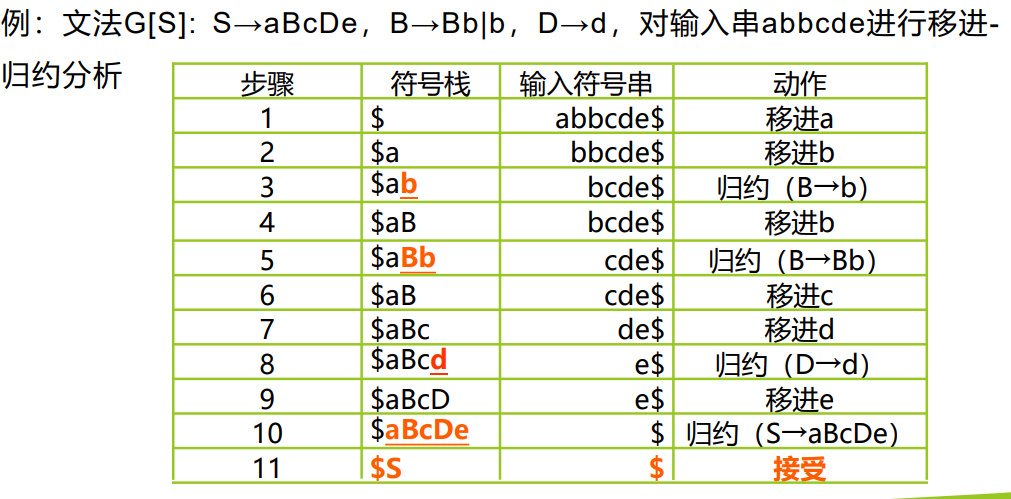 例：文法G[S]: S→aBcDe，B→Bb|b，D→d，对输入串abbcde进行移进-
归约分析
步骤 符号栈 输入符号串 动作
1 $ abbcde$ 移进a
2 $a bbcde$ 移进b
3 $ab bcde$ 归约（B→b）
4 $aB bcde$ 移进b
5 $aBb cde$ 归约（B→Bb）
6 $aB cde$ 移进c
7 $aBc de$ 移进d
8 $aBcd e$ 归约（D→d）
9 $aBcD e$ 移进e
10 $aBcDe $ 归约（S→aBcDe）
11 $S $ 接受